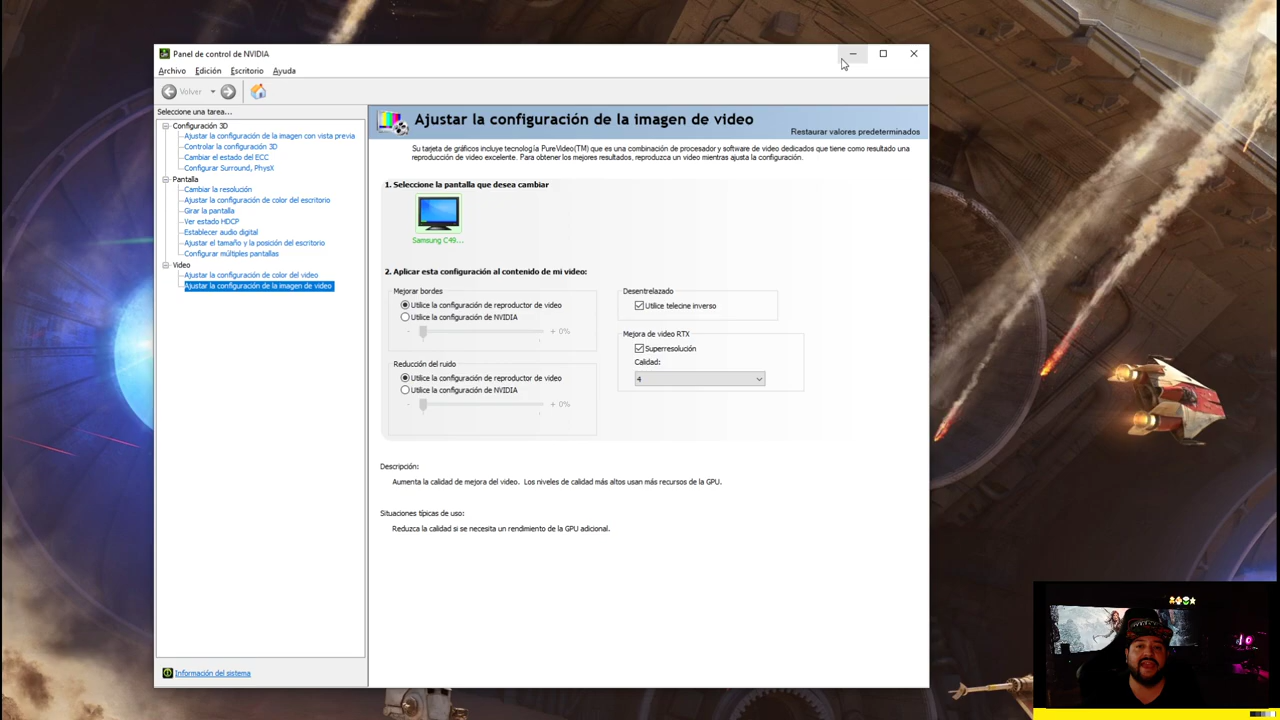 Panel de control de NVIDIA
Archivo Edición Escritorio Ayuda
Volver
Seleccione una tarea...
Configuración 3D
Ajustar la configuración de la imagen con vista previa
Controlar la configuración 3D
Cambiar el estado del ECC
Configurar Surround, PhysX
Pantalla
Cambiar la resolución
Ajustar la configuración de color del escritorio
Girar la pantalla
Ver estado HDCP
Establecer audio digital
Ajustar el tamaño y la posición del escritorio
Configurar múltiples pantallas
Video
Ajustar la configuración de color del video
Ajustar la configuración de la imagen de video
Información del sistema
Ajustar la configuración de la imagen de video
Restaurar valores predeterminados
Su tarjeta de gráficos incluye tecnología PureVideo(TM) que es una combinación de procesador y software de video dedicados que tiene como resultado una
reproducción de video excelente. Para obtener los mejores resultados, reproduzca un video mientras ajusta la configuración.
1. Seleccione la pantalla que desea cambiar
Samsung C49...
2. Aplicar esta configuración al contenido de mi video:
Mejorar bordes
Utilice la configuración de reproductor de video
Utilice la configuración de NVIDIA
- + 0%
Reducción del ruido
Utilice la configuración de reproductor de video
Utilice la configuración de NVIDIA
- + 0%
Desentrelazado
Utilice telecine inverso
Mejora de video RTX
Superresolución
Calidad:
4
Descripción:
Aumenta la calidad de mejora del video. Los niveles de calidad más altos usan más recursos de la GPU.
Situaciones típicas de uso:
Reduzca la calidad si se necesita un rendimiento de la GPU adicional.